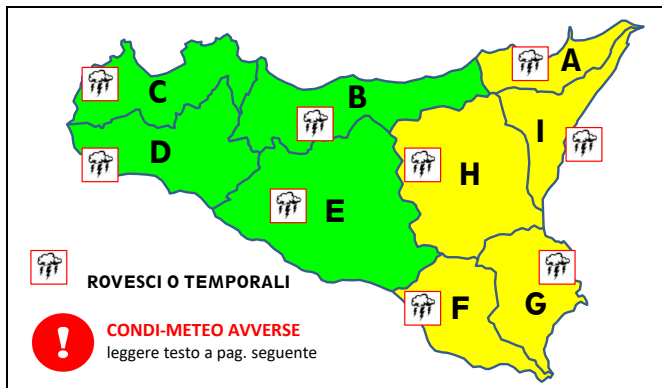 A
C
B
I
D
H
E
F
G
ROVESCI O TEMPORALI
!
CONDI-METEO AVVERSE
leggere testo a pag. seguente